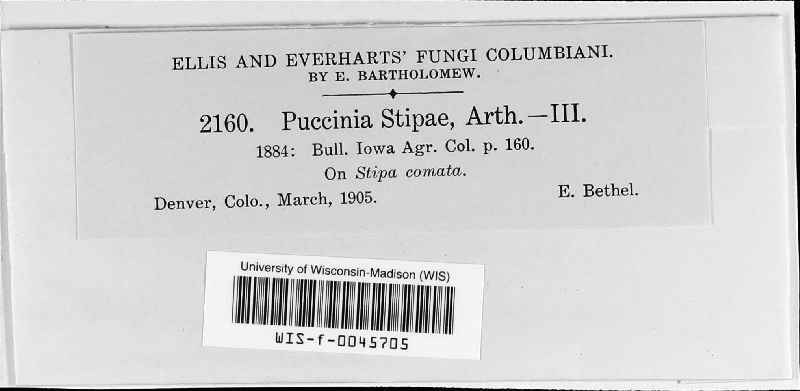 ELLIS AND EVERHARTS' FUNGI COLUMBIANI.
BY E. BARTHOLOMEW.
2160. Puccinia Stipae, Arth.—III.
1884: Bull. Iowa Agr. Col. p. 160.
On Stipa comata.
Denver, Colo., March, 1905. E. Bethel.
University of Wisconsin-Madison (WIS)
WIS-f-0045705